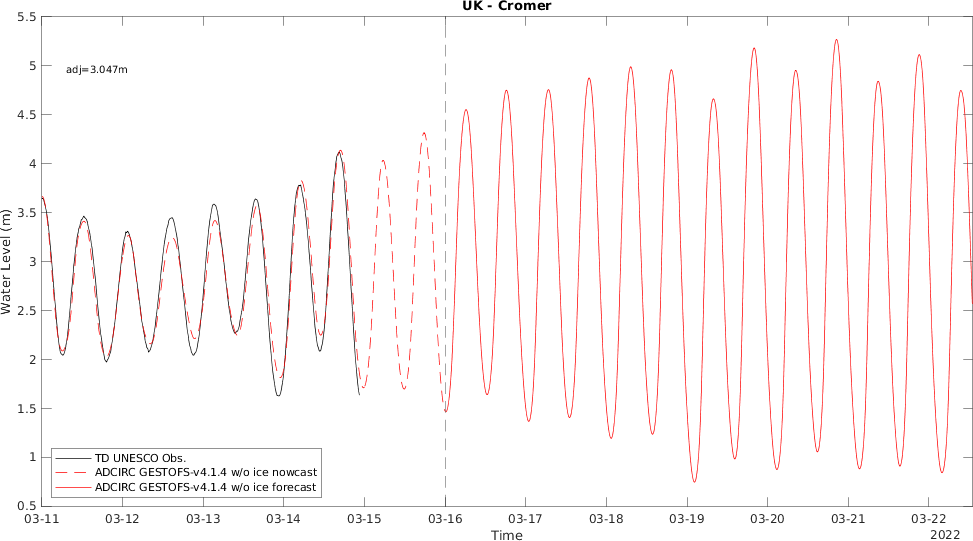 UK - Cromer
adj=3.047m
Water Level (m)
5.5
5
4.5
4
3.5
3
2.5
2
1.5
1
0.5
TD UNESCO Obs.
ADCIRC GESTOFS-v4.1.4 w/o ice nowcast
ADCIRC GESTOFS-v4.1.4 w/o ice forecast
03-11 03-12 03-13 03-14 03-15 03-16 03-17 03-18 03-19 03-20 03-21 03-22
2022
Time